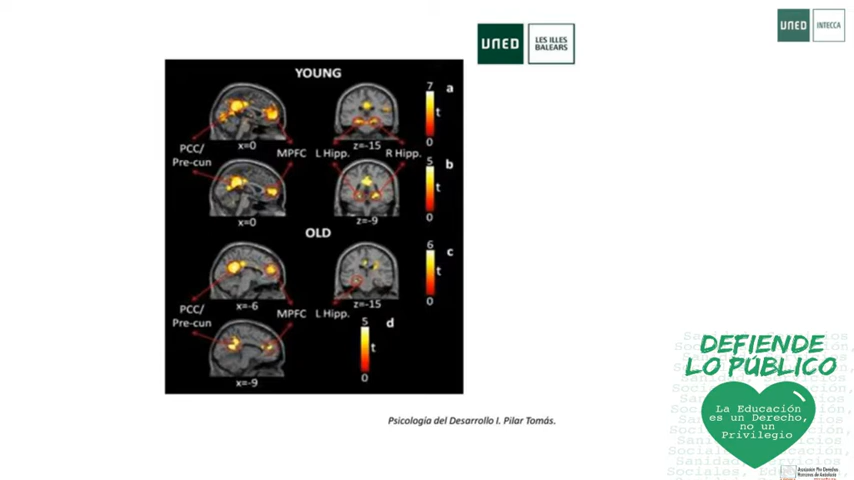 UNED
LES ILLES
BALEARS
UNED
INTECCA
YOUNG
7
a
t
0
x=0
z=-15
PCC/
Pre-cun
MPFC
L Hipp.
R Hipp.
5
b
t
0
x=0
z=-9
OLD
6
c
t
0
x=-6
z=-15
PCC/
Pre-cun
MPFC
L Hipp.
5
d
t
0
x=-9
Psicología del Desarrollo I. Pilar Tomás.
DEFIENDE
LO PÚBLICO
La Educación
es un Derecho,
no un
Privilegio